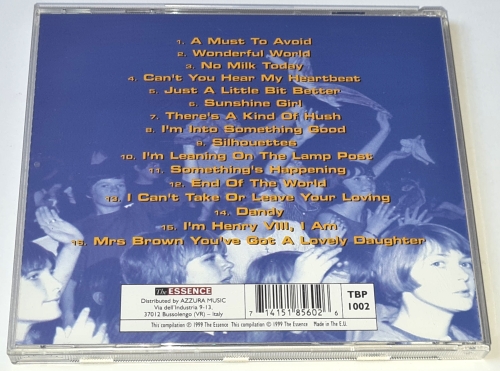 1. A Must To Avoid
2. Wonderful World
3. No Milk Today
4. Can't You Hear My Heartbeat
5. Just A Little Bit Better
6. Sunshine Girl
7. There's A Kind Of Hush
8. I'm Into Something Good
9. Silhouettes
10. I'm Leaning On The Lamp Post
11. Something's Happening
12. End Of The World
13. I Can't Take Or Leave Your Loving
14. Dandy
15. I'm Henry VIII, I Am
16. Mrs Brown You've Got A Lovely Daughter
The ESSENCE
Distributed by AZZURA MUSIC
Via dell'Industria 9-13,
37012 Bussolengo (VR) – Italy
7 14151 85602 6
TBP
1002
This compilation ℗ 1999 The Essence This compilation © 1999 The Essence. Made in The E.U.